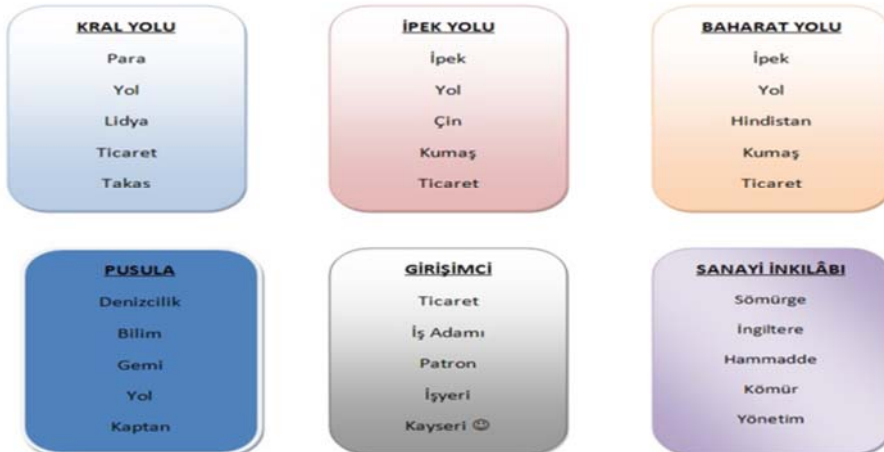 KRAL YOLU
Para
Yol
Lidya
Ticaret
Takas
İPEK YOLU
İpek
Yol
Çin
Kumaş
Ticaret
BAHARAT YOLU
İpek
Yol
Hindistan
Kumaş
Ticaret
PUSULA
Denizcilik
Bilim
Gemi
Yol
Kaptan
GİRİŞİMCİ
Ticaret
İş Adamı
Patron
İşyeri
Kayseri ☺
SANAYİ İNKILÂBI
Sömürge
İngiltere
Hammadde
Kömür
Yönetim